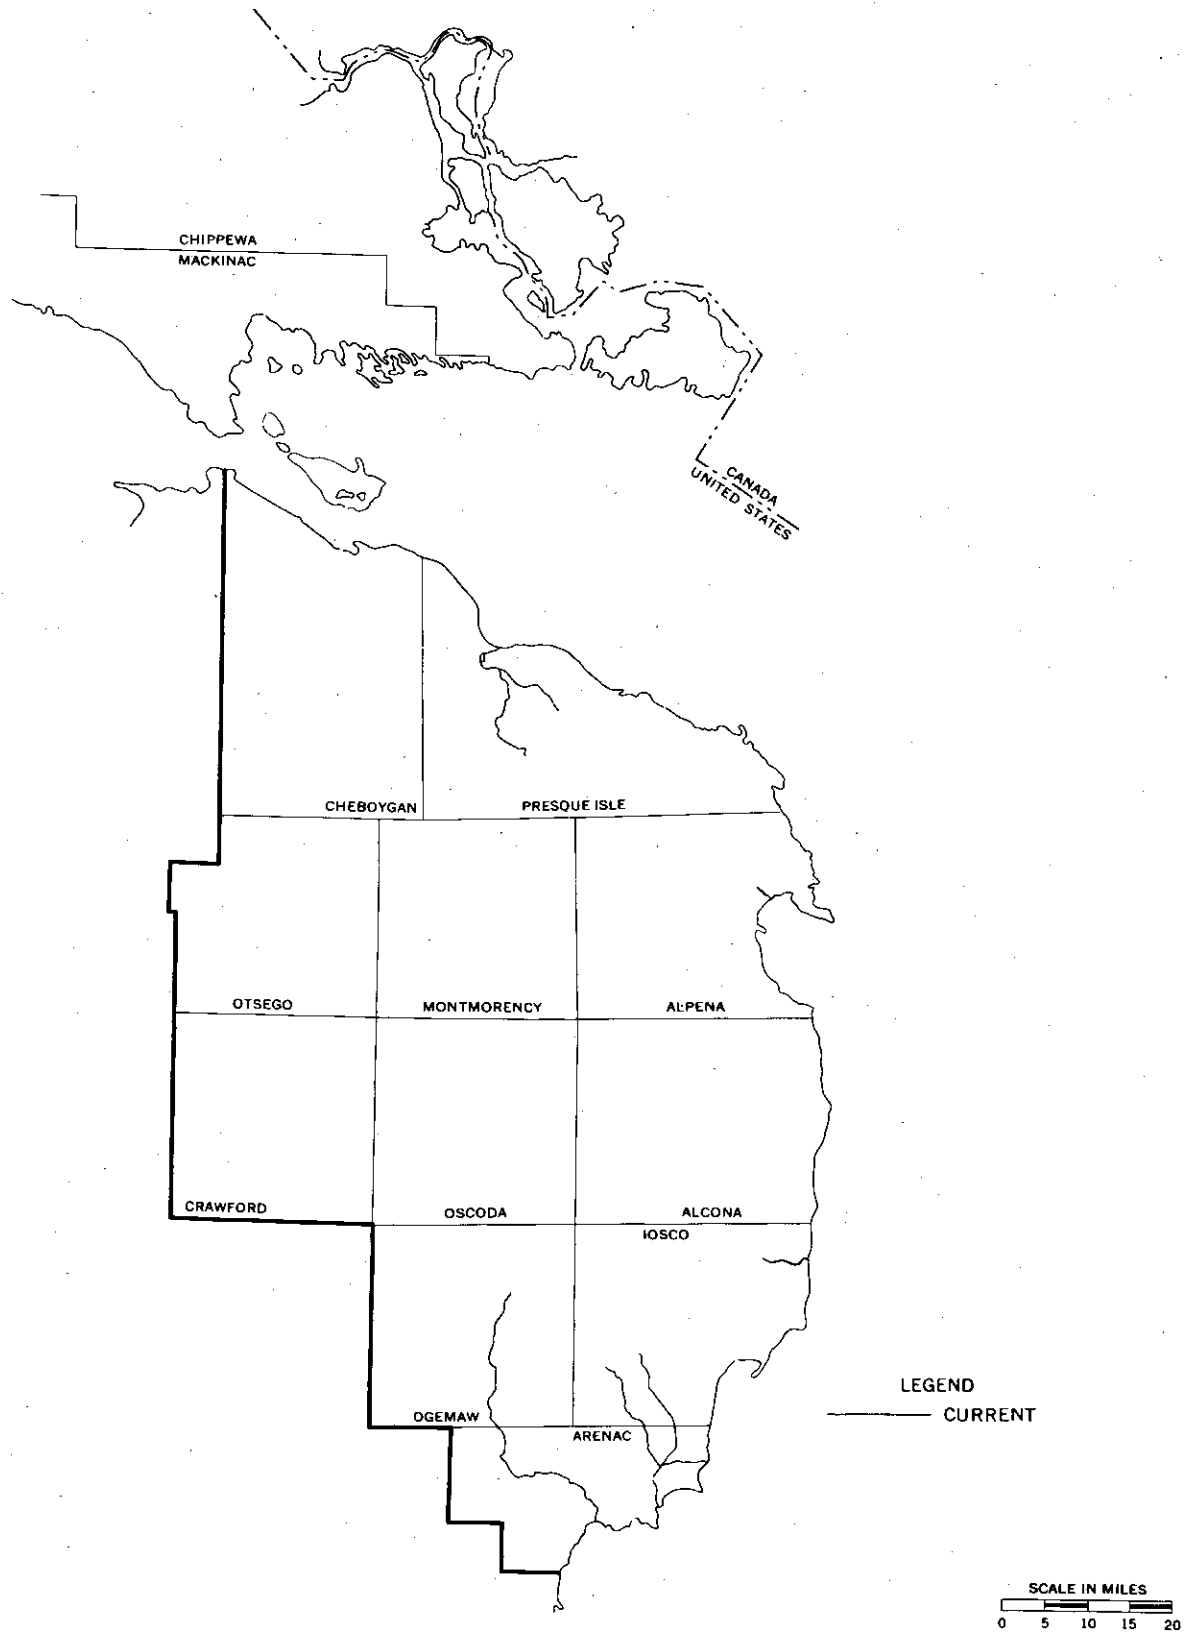 CHIPPEWA
MACKINAC
CANADA
UNITED STATES
CHEBOYGAN
PRESQUE ISLE
OTSEGO
MONTMORENCY
ALPENA
CRAWFORD
OSCODA
ALCONA
IOSCO
LEGEND
CURRENT
OGEMAW
ARENAC
SCALE IN MILES
0 5 10 15 20